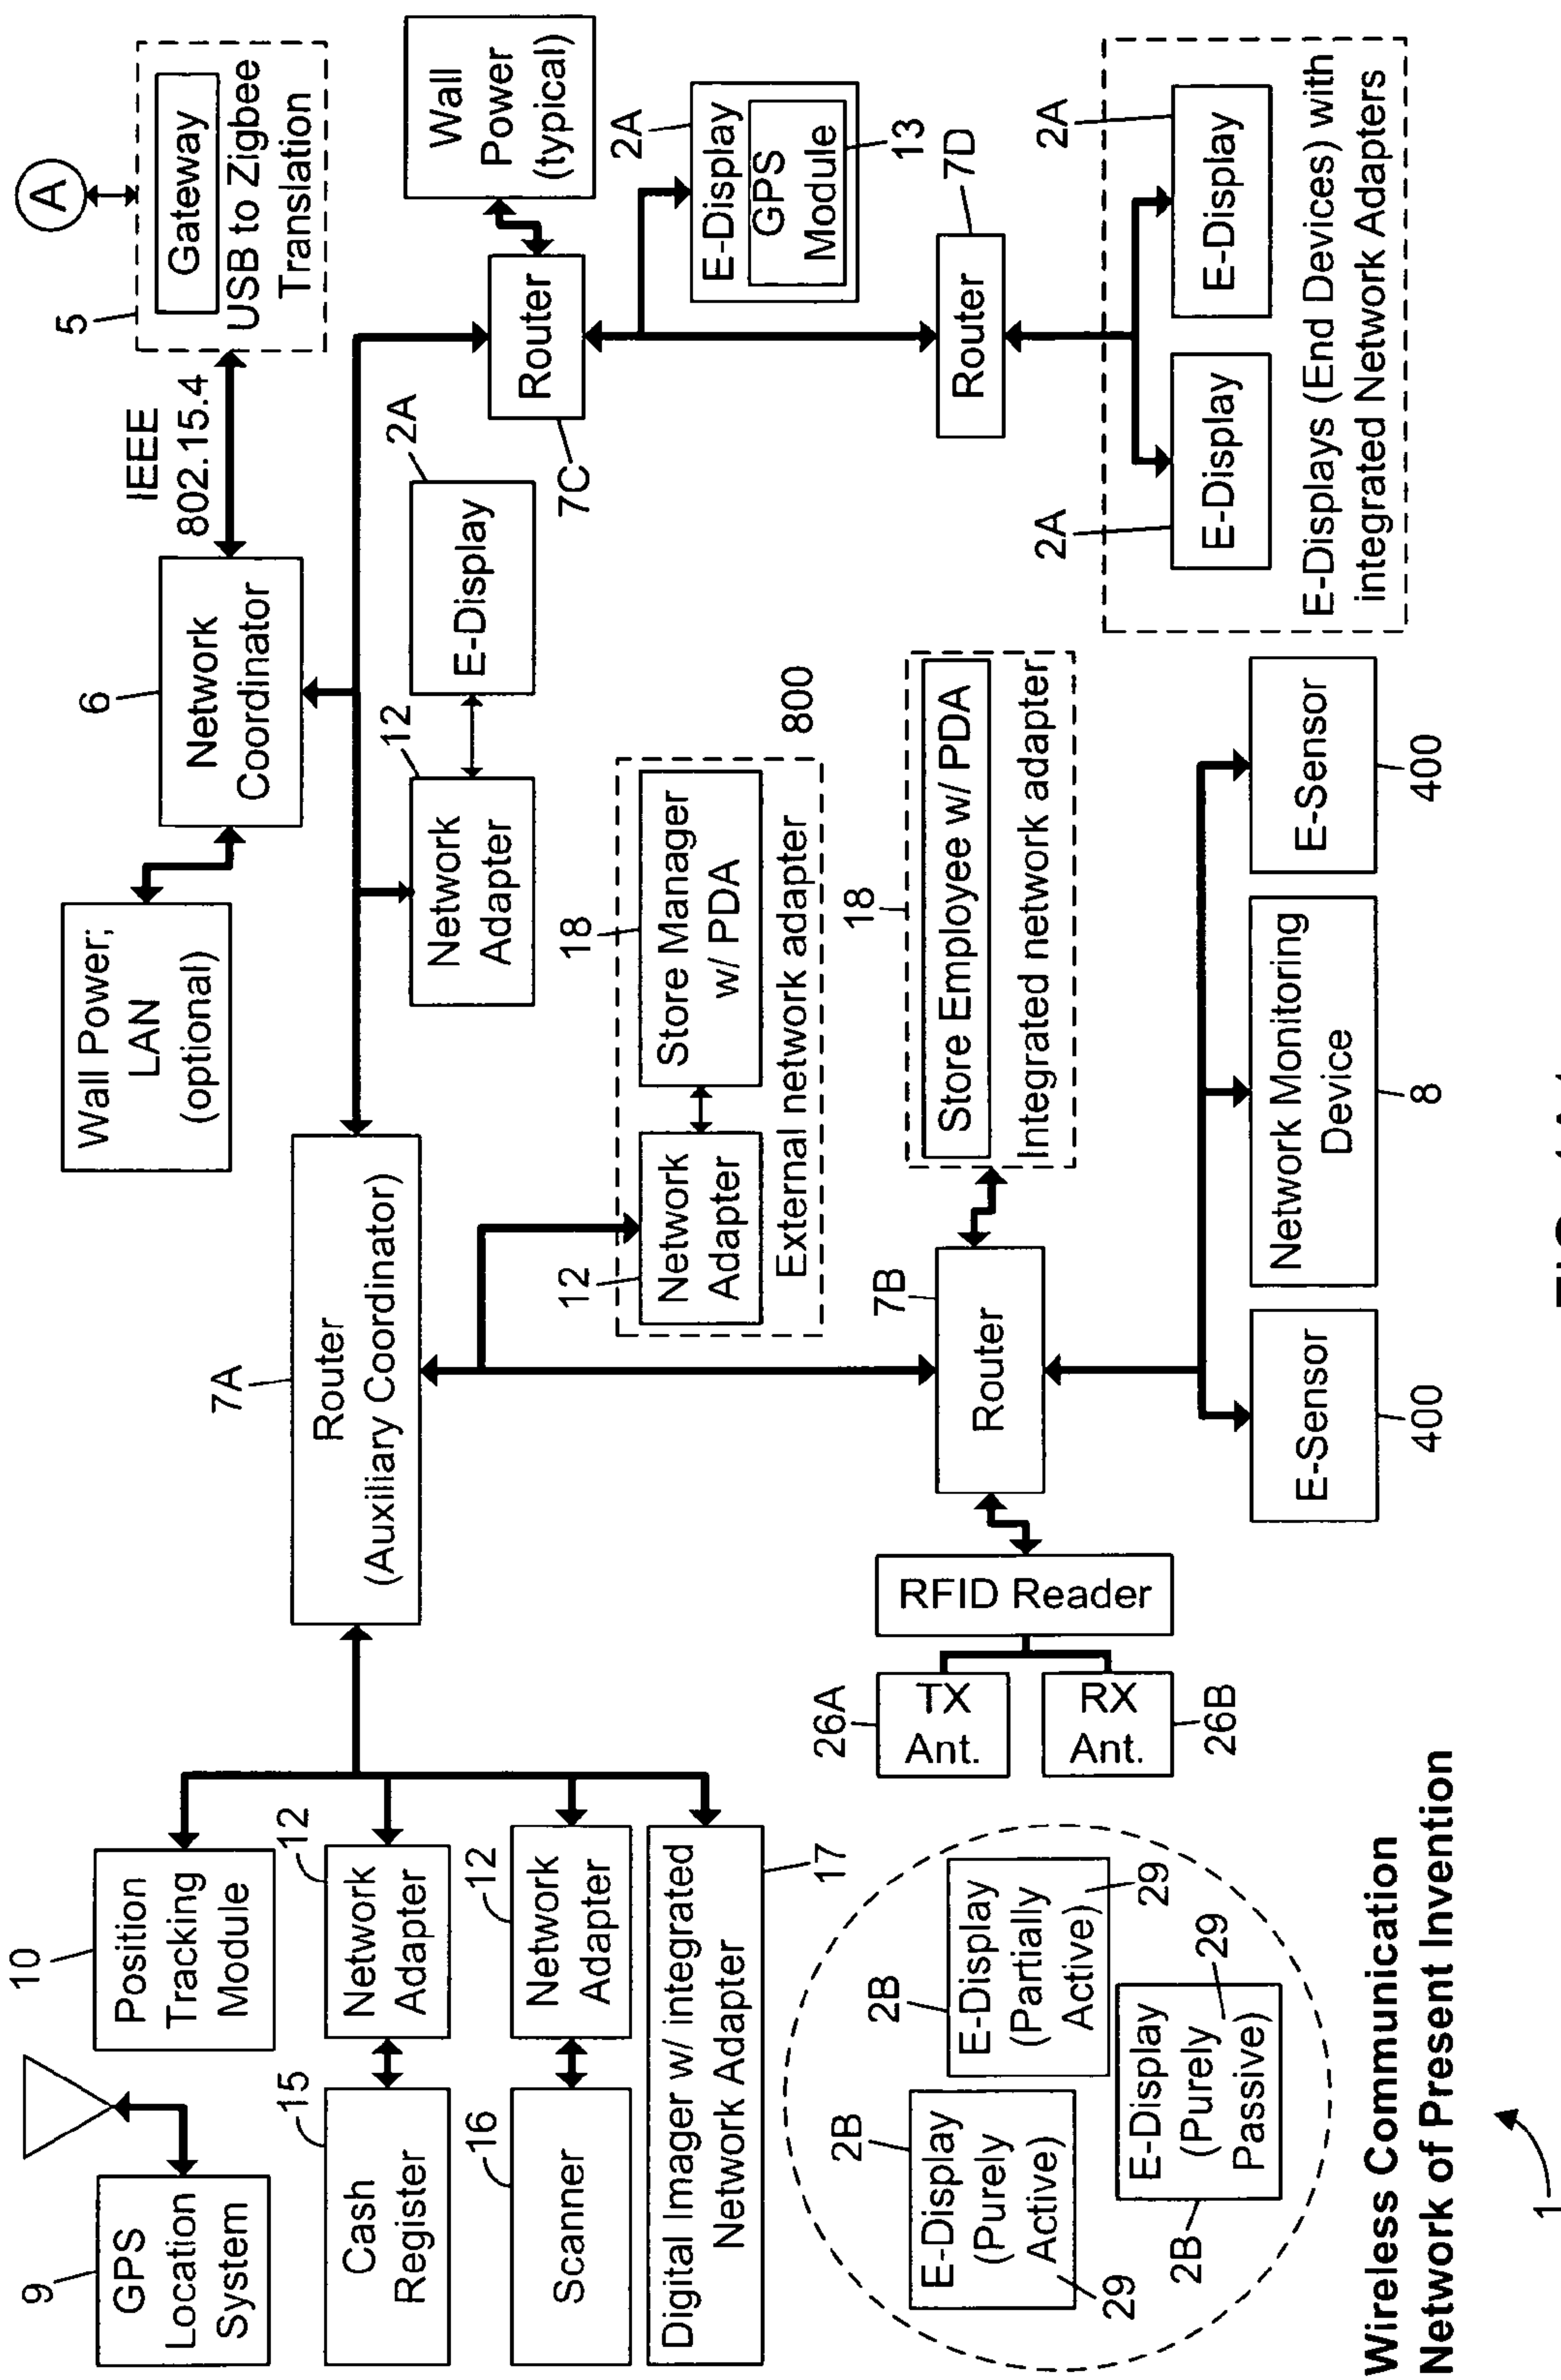 9
GPS
Location
System
10
Position
Tracking
Module
Wall Power;
LAN
(optional)
6
Network
Coordinator
IEEE
802.15.4
5
A
Gateway
USB to Zigbee
Translation
15
Cash
Register
12
Network
Adapter
7A
Router
(Auxiliary Coordinator)
16
Scanner
12
Network
Adapter
12
Network
Adapter
2A
E-Display
7C
Router
Wall
Power
(typical)
Digital Imager w/ integrated
Network Adapter
17
12
Network
Adapter
18
Store Manager
w/ PDA
External network adapter
800
2A
E-Display
GPS
Module
13
2B
E-Display
(Purely
Active)
29
2B
E-Display
(Partially
Active)
29
2B
E-Display
(Purely
Passive)
29
26A
TX
Ant.
RX
Ant.
26B
RFID Reader
7B
Router
18
Store Employee w/ PDA
Integrated network adapter
7D
Router
2A
E-Display
2A
E-Display
E-Displays (End Devices) with
integrated Network Adapters
E-Sensor
400
Network Monitoring
Device
8
E-Sensor
400
Wireless Communication
Network of Present Invention
1